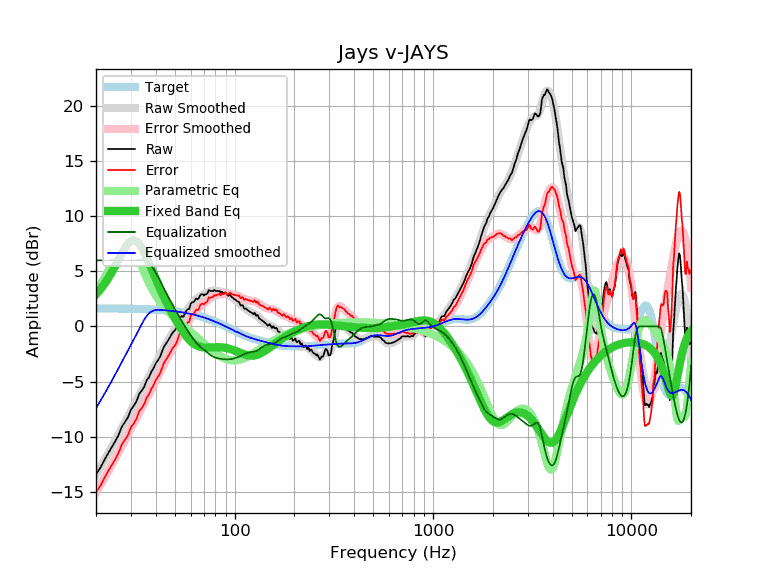 Jays v-JAYS
Target
Raw Smoothed
Error Smoothed
Raw
Error
Parametric Eq
Fixed Band Eq
Equalization
Equalized smoothed
20
15
10
5
0
−5
−10
−15
Amplitude (dBr)
100 1000 10000
Frequency (Hz)